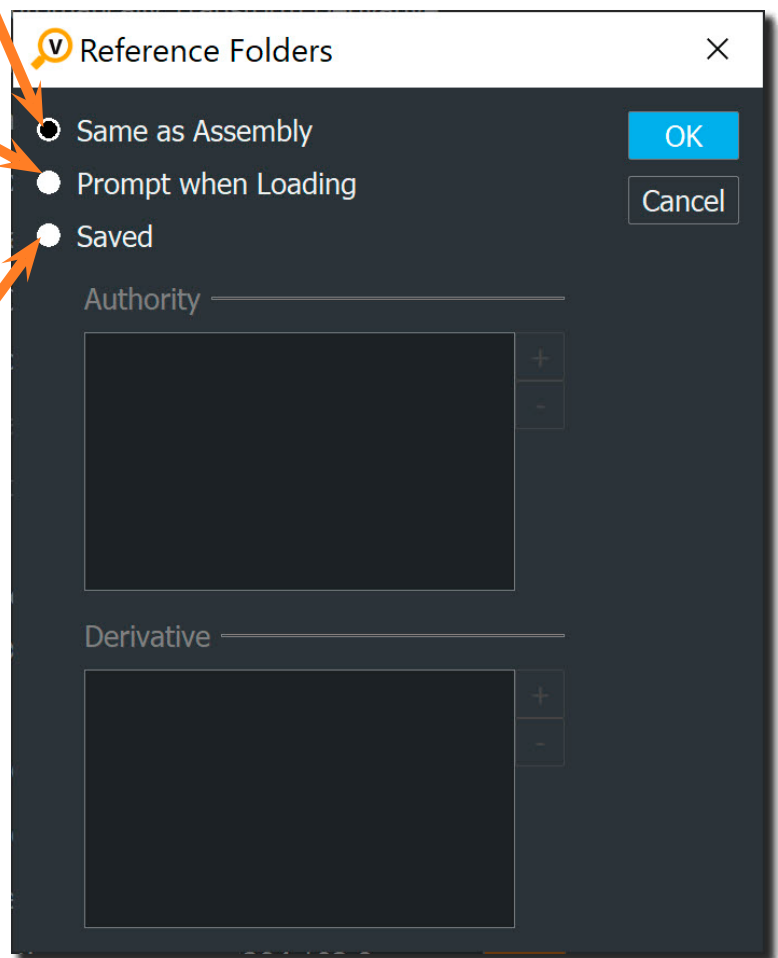 V Reference Folders
Same as Assembly
OK
Prompt when Loading
Cancel
Saved
Authority
+
-
Derivative
+
-